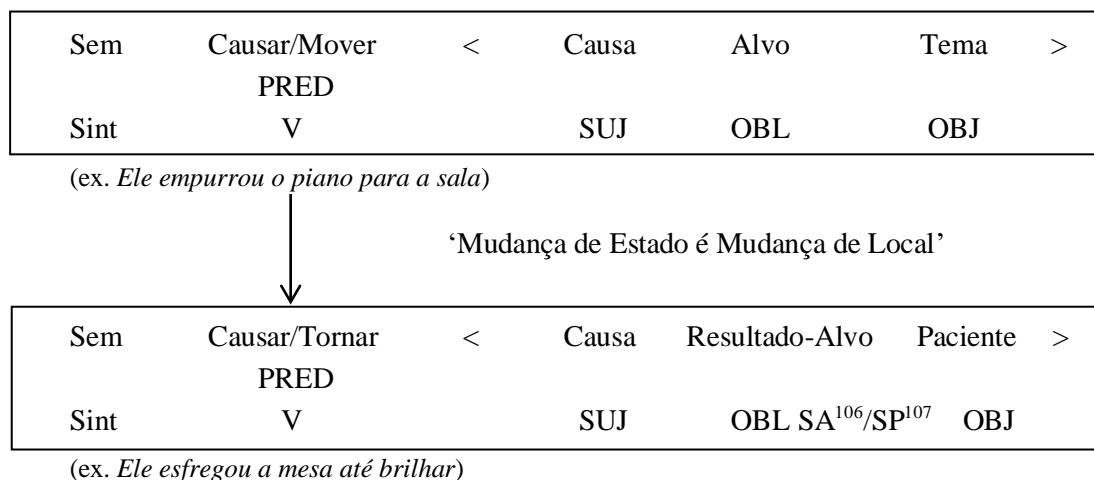 Sem Causar/Mover < Causa Alvo Tema >
PRED
Sint V SUJ OBL OBJ
(ex. Ele empurrou o piano para a sala)
‘Mudança de Estado é Mudança de Local’
Sem Causar/Tornar < Causa Resultado-Alvo Paciente >
PRED
Sint V SUJ OBL SA106/SP107 OBJ
(ex. Ele esfregou a mesa até brilhar)